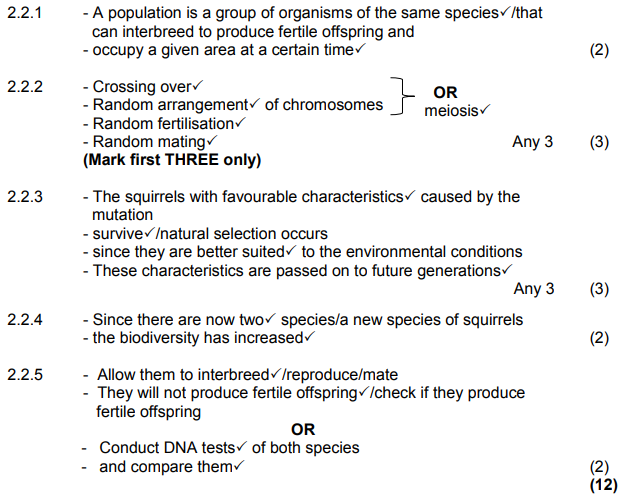 2.2.1 - A population is a group of organisms of the same species✓/that
can interbreed to produce fertile offspring and
- occupy a given area at a certain time✓ (2)
2.2.2 - Crossing over✓
- Random arrangement✓ of chromosomes OR
- Random fertilisation✓ meiosis✓
- Random mating✓ Any 3 (3)
(Mark first THREE only)
2.2.3 - The squirrels with favourable characteristics✓ caused by the
mutation
- survive✓/natural selection occurs
- since they are better suited✓ to the environmental conditions
- These characteristics are passed on to future generations✓
Any 3 (3)
2.2.4 - Since there are now two✓ species/a new species of squirrels
- the biodiversity has increased✓ (2)
2.2.5 - Allow them to interbreed✓/reproduce/mate
- They will not produce fertile offspring✓/check if they produce
fertile offspring
OR
- Conduct DNA tests✓ of both species
- and compare them✓ (2)
(12)